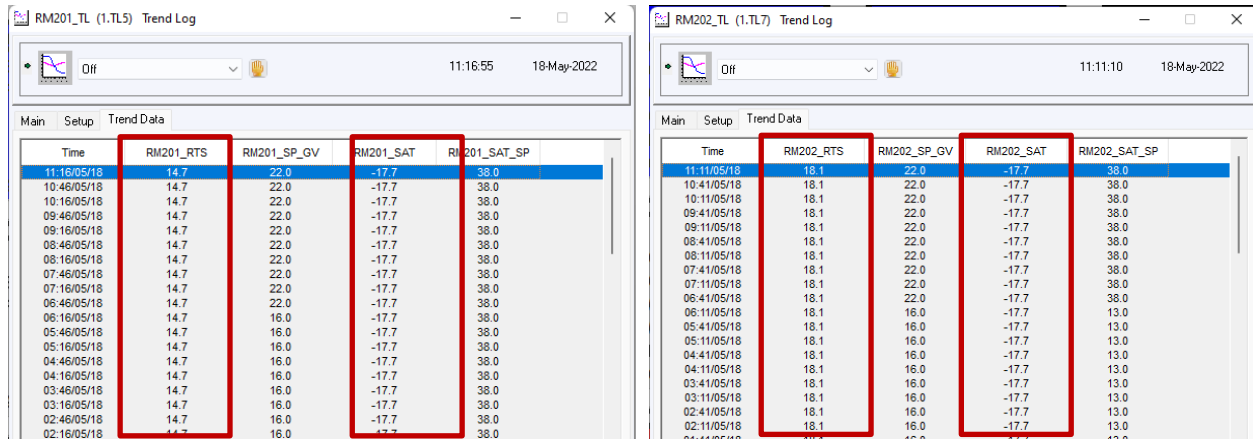 RM201_TL (1.TL5) Trend Log
Off 11:16:55 18-May-2022
Main Setup Trend Data
Time RM201_RTS RM201_SP_GV RM201_SAT RM201_SAT_SP
11:16/05/18 14.7 22.0 -17.7 38.0
10:46/05/18 14.7 22.0 -17.7 38.0
10:16/05/18 14.7 22.0 -17.7 38.0
09:46/05/18 14.7 22.0 -17.7 38.0
09:16/05/18 14.7 22.0 -17.7 38.0
08:46/05/18 14.7 22.0 -17.7 38.0
08:16/05/18 14.7 22.0 -17.7 38.0
07:46/05/18 14.7 22.0 -17.7 38.0
07:16/05/18 14.7 22.0 -17.7 38.0
06:46/05/18 14.7 22.0 -17.7 38.0
06:16/05/18 14.7 16.0 -17.7 38.0
05:46/05/18 14.7 16.0 -17.7 38.0
05:16/05/18 14.7 16.0 -17.7 38.0
04:46/05/18 14.7 16.0 -17.7 38.0
04:16/05/18 14.7 16.0 -17.7 38.0
03:46/05/18 14.7 16.0 -17.7 38.0
03:16/05/18 14.7 16.0 -17.7 38.0
02:46/05/18 14.7 16.0 -17.7 38.0
02:16/05/18 14.7 16.0 -17.7 38.0
RM202_TL (1.TL7) Trend Log
Off 11:11:10 18-May-2022
Main Setup Trend Data
Time RM202_RTS RM202_SP_GV RM202_SAT RM202_SAT_SP
11:11/05/18 18.1 22.0 -17.7 38.0
10:41/05/18 18.1 22.0 -17.7 38.0
10:11/05/18 18.1 22.0 -17.7 38.0
09:41/05/18 18.1 22.0 -17.7 38.0
09:11/05/18 18.1 22.0 -17.7 38.0
08:41/05/18 18.1 22.0 -17.7 38.0
08:11/05/18 18.1 22.0 -17.7 38.0
07:41/05/18 18.1 22.0 -17.7 38.0
07:11/05/18 18.1 22.0 -17.7 38.0
06:41/05/18 18.1 22.0 -17.7 38.0
06:11/05/18 18.1 16.0 -17.7 13.0
05:41/05/18 18.1 16.0 -17.7 13.0
05:11/05/18 18.1 16.0 -17.7 13.0
04:41/05/18 18.1 16.0 -17.7 13.0
04:11/05/18 18.1 16.0 -17.7 13.0
03:41/05/18 18.1 16.0 -17.7 13.0
03:11/05/18 18.1 16.0 -17.7 13.0
02:41/05/18 18.1 16.0 -17.7 13.0
02:11/05/18 18.1 16.0 -17.7 13.0